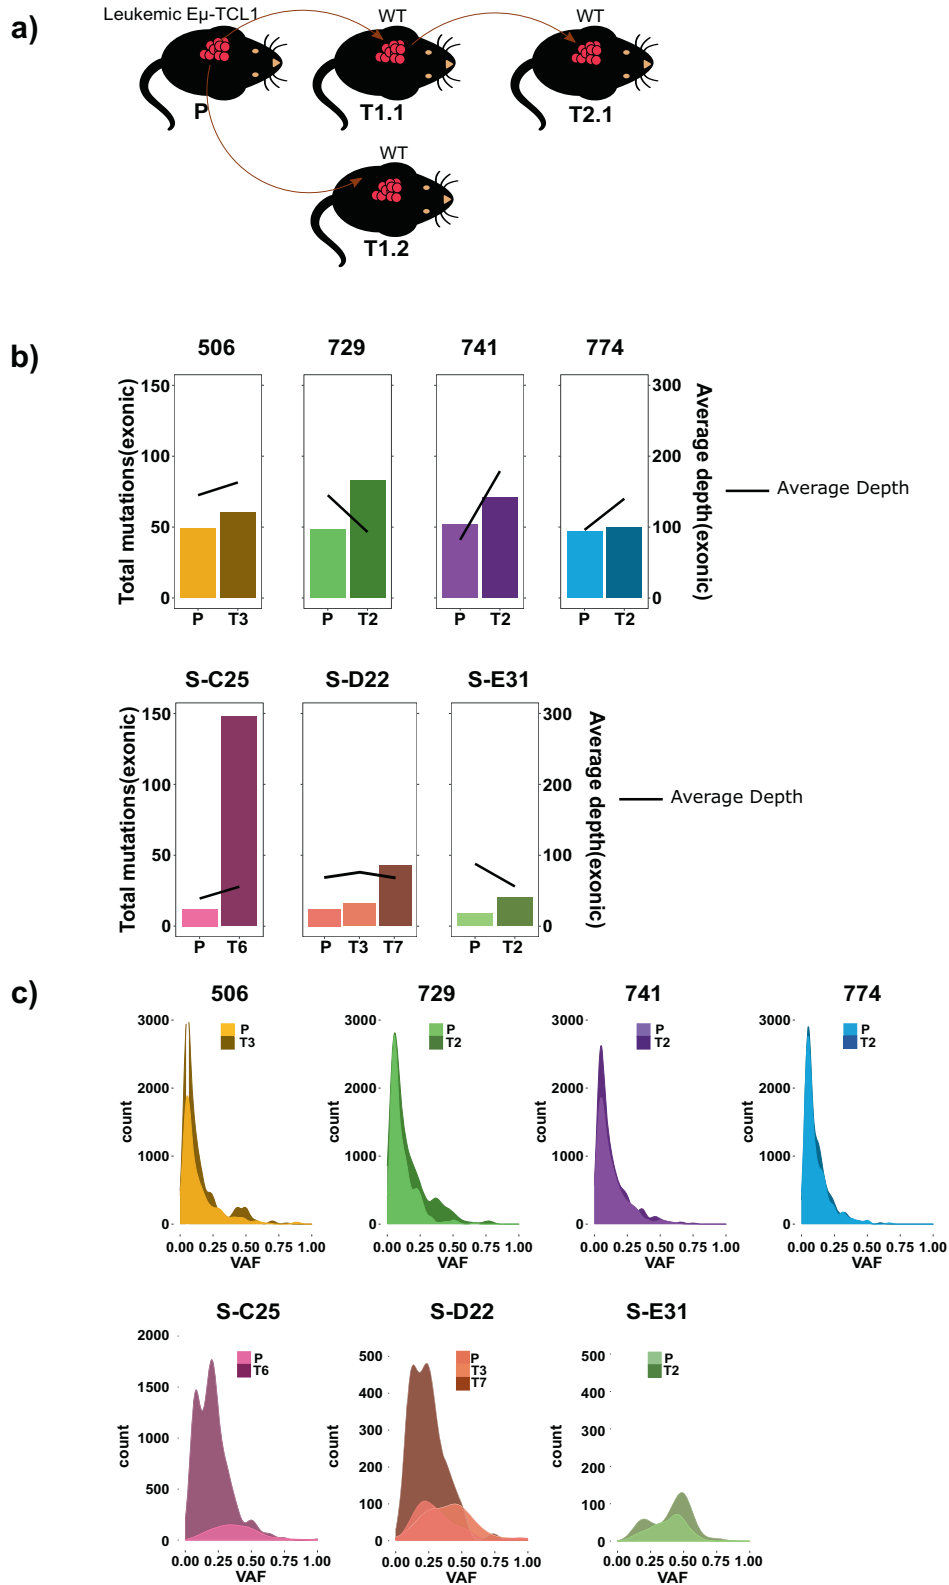 a)
Leukemic Eµ-TCL1
WT
WT
P
T1.1
T2.1
WT
T1.2
b)
506
729
741
774
Total mutations(exonic)
150
100
50
0
P T3
P T2
P T2
P T2
300
200
100
0
Average depth(exonic)
Average Depth
S-C25
S-D22
S-E31
Total mutations(exonic)
150
100
50
0
P T6
P T3 T7
P T2
300
200
100
0
Average depth(exonic)
Average Depth
c)
506
3000
2000
1000
0
count
P
T3
0.00 0.25 0.50 0.75 1.00
VAF
729
3000
2000
1000
0
count
P
T2
0.00 0.25 0.50 0.75 1.00
VAF
741
3000
2000
1000
0
count
P
T2
0.00 0.25 0.50 0.75 1.00
VAF
774
3000
2000
1000
0
count
P
T2
0.00 0.25 0.50 0.75 1.00
VAF
S-C25
2000
1500
1000
500
0
count
P
T6
0.00 0.25 0.50 0.75 1.00
VAF
S-D22
500
400
300
200
100
0
count
P
T3
T7
0.00 0.25 0.50 0.75 1.00
VAF
S-E31
500
400
300
200
100
0
count
P
T2
0.00 0.25 0.50 0.75 1.00
VAF